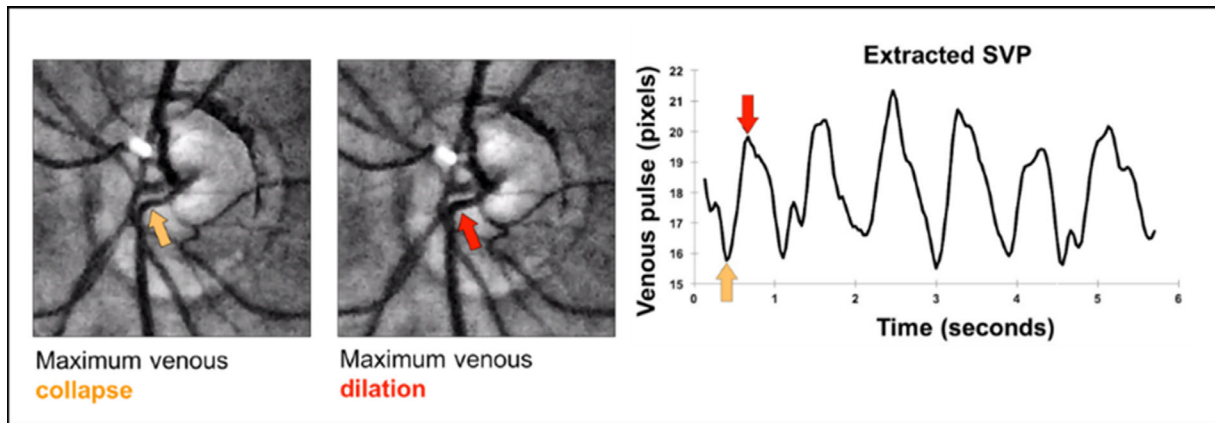 Maximum venous
collapse
Maximum venous
dilation
Extracted SVP
Venous pulse (pixels)
22
21
20
19
18
17
16
15
0 1 2 3 4 5 6
Time (seconds)